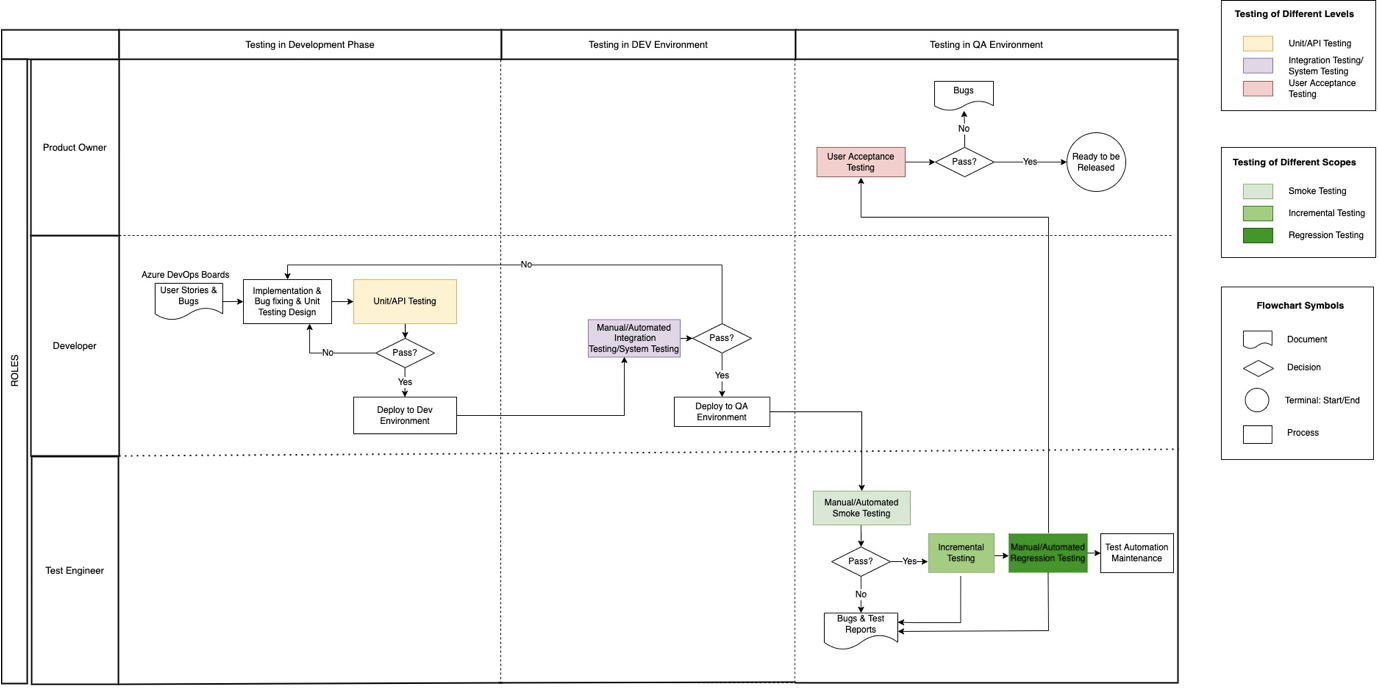 Testing in Development Phase
Testing in DEV Environment
Testing in QA Environment
ROLES
Product Owner
Bugs
No
User Acceptance
Testing
Pass?
Yes
Ready to be
Released
Developer
Azure DevOps Boards
User Stories &
Bugs
Implementation &
Bug fixing & Unit
Testing Design
Unit/API Testing
No
Pass?
Yes
Deploy to Dev
Environment
No
Manual/Automated
Integration
Testing/System Testing
Pass?
Yes
Deploy to QA
Environment
Test Engineer
Manual/Automated
Smoke Testing
Pass?
Yes
Incremental
Testing
Manual/Automated
Regression Testing
Test Automation
Maintenance
No
Bugs & Test
Reports
Testing of Different Levels
Unit/API Testing
Integration Testing/
System Testing
User Acceptance
Testing
Testing of Different Scopes
Smoke Testing
Incremental Testing
Regression Testing
Flowchart Symbols
Document
Decision
Terminal: Start/End
Process